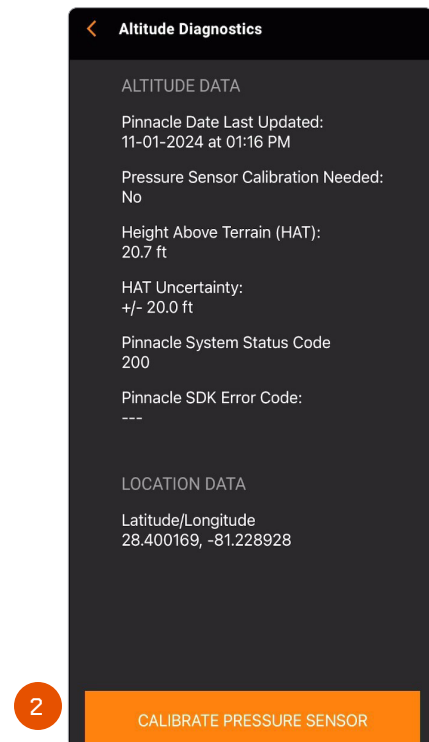 Altitude Diagnostics
ALTITUDE DATA
Pinnacle Date Last Updated:
11-01-2024 at 01:16 PM
Pressure Sensor Calibration Needed:
No
Height Above Terrain (HAT):
20.7 ft
HAT Uncertainty:
+/- 20.0 ft
Pinnacle System Status Code
200
Pinnacle SDK Error Code:
---
LOCATION DATA
Latitude/Longitude
28.400169, -81.228928
2
CALIBRATE PRESSURE SENSOR